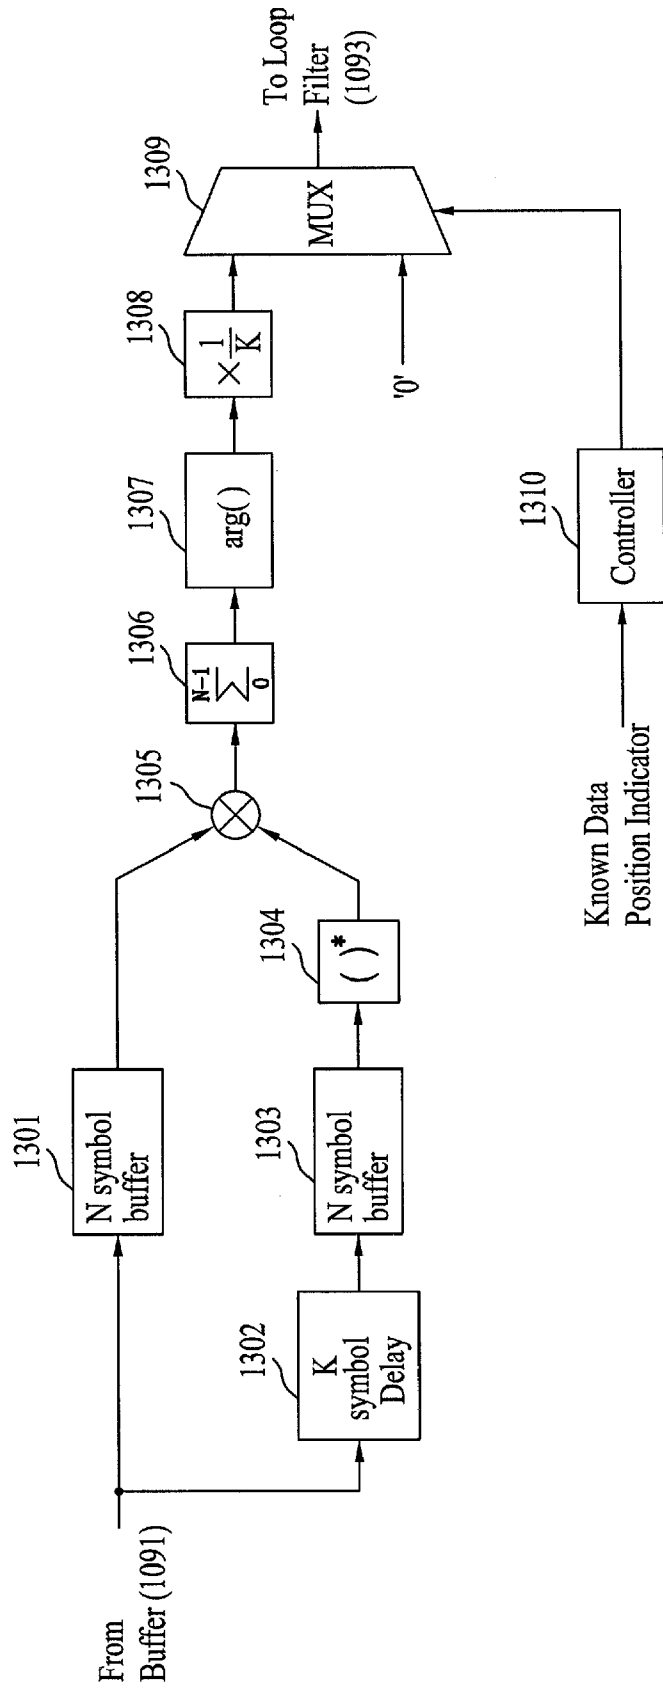 From
Buffer (1091)
1301
N symbol
buffer
1302
K
symbol
Delay
1303
N symbol
buffer
1304
( )*
1305
1306
N-1
∑
0
1307
arg( )
1308
× 1/K
1309
MUX
To Loop
Filter
(1093)
'0'
1310
Controller
Known Data
Position Indicator